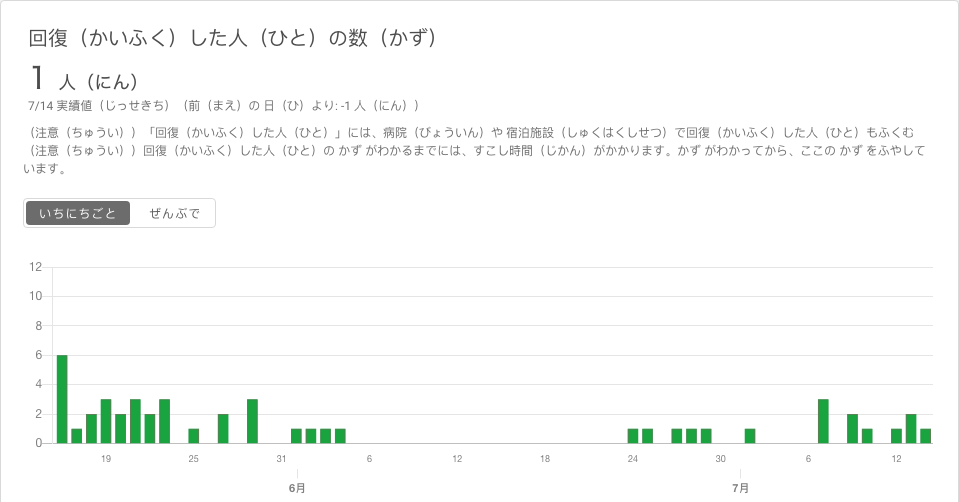 回復（かいふく）した人（ひと）の数（かず）
1 人（にん）
7/14 実績値（じっせきち）（前（まえ）の 日（ひ）より: -1 人（にん））
（注意（ちゅうい））「回復（かいふく）した人（ひと）」には、病院（びょういん）や 宿泊施設（しゅくはくしせつ）で回復（かいふく）した人（ひと）もふくむ
（注意（ちゅうい））回復（かいふく）した人（ひと）の かず がわかるまでには、すこし時間（じかん）がかかります。かず がわかってから、ここの かず をふやして
います。
いちにちごと ぜんぶで
12
10
8
6
4
2
0
19 25 31 6 12 18 24 30 6 12
6月 7月